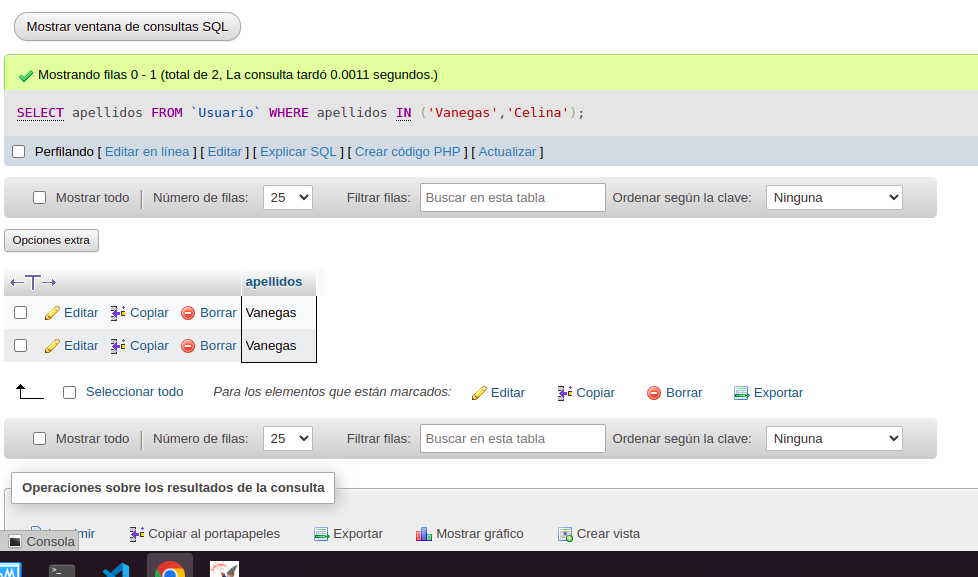 Mostrar ventana de consultas SQL
Mostrando filas 0 - 1 (total de 2, La consulta tardó 0.0011 segundos.)
SELECT apellidos FROM `Usuario` WHERE apellidos IN ('Vanegas','Celina');
Perfilando [ Editar en línea ] [ Editar ] [ Explicar SQL ] [ Crear código PHP ] [ Actualizar ]
Mostrar todo Número de filas: 25 Filtrar filas: Buscar en esta tabla Ordenar según la clave: Ninguna
Opciones extra
←T→ apellidos
Editar Copiar Borrar Vanegas
Editar Copiar Borrar Vanegas
Seleccionar todo Para los elementos que están marcados: Editar Copiar Borrar Exportar
Mostrar todo Número de filas: 25 Filtrar filas: Buscar en esta tabla Ordenar según la clave: Ninguna
Operaciones sobre los resultados de la consulta
Copiar al portapapeles Exportar Mostrar gráfico Crear vista
Consola